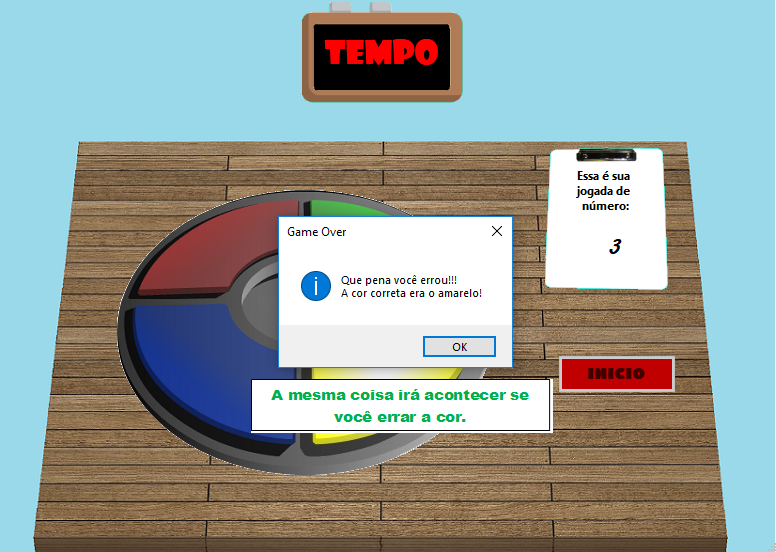 TEMPO
Essa é sua
jogada de
número:
3
Game Over
Que pena você errou!!!
A cor correta era o amarelo!
OK
INICIO
A mesma coisa irá acontecer se
você errar a cor.